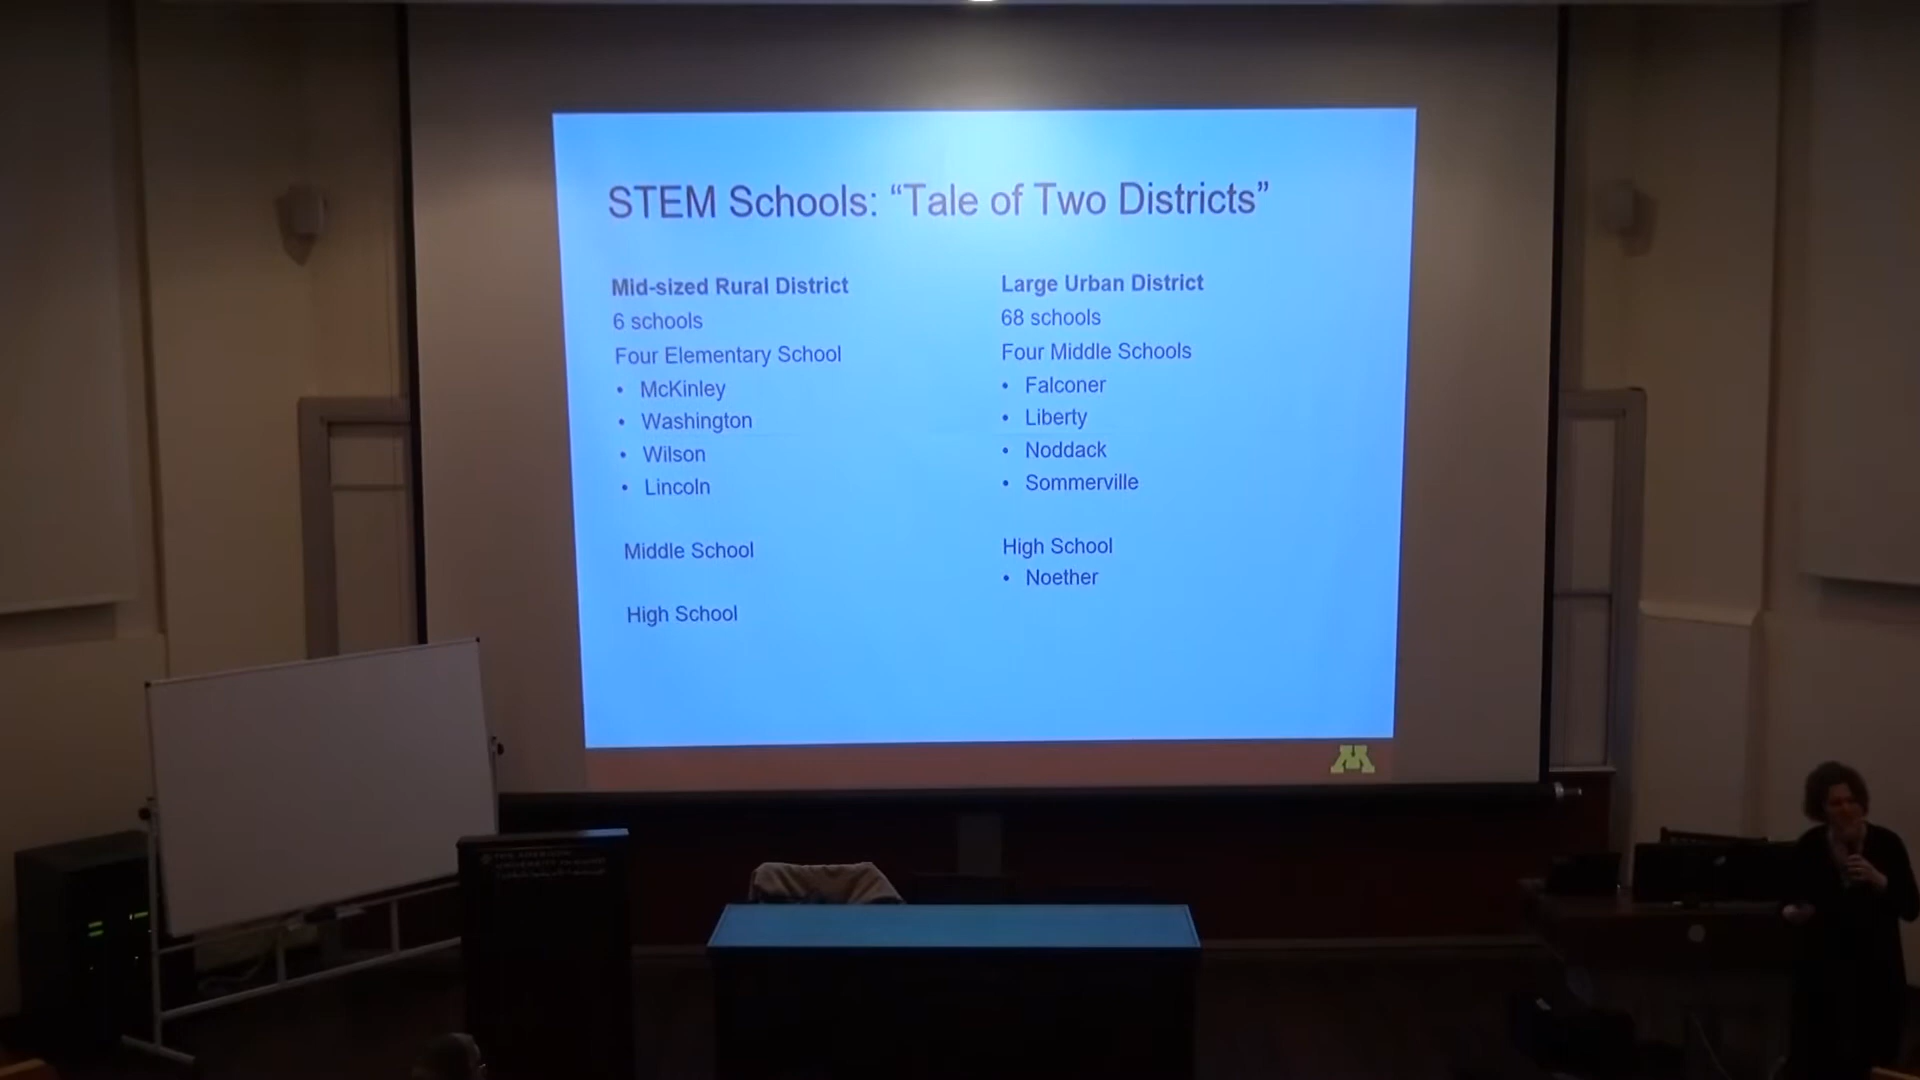 STEM Schools: “Tale of Two Districts”
Mid-sized Rural District
6 schools
Four Elementary School
• McKinley
• Washington
• Wilson
• Lincoln
Middle School
High School
Large Urban District
68 schools
Four Middle Schools
• Falconer
• Liberty
• Noddack
• Sommerville
High School
• Noether
M